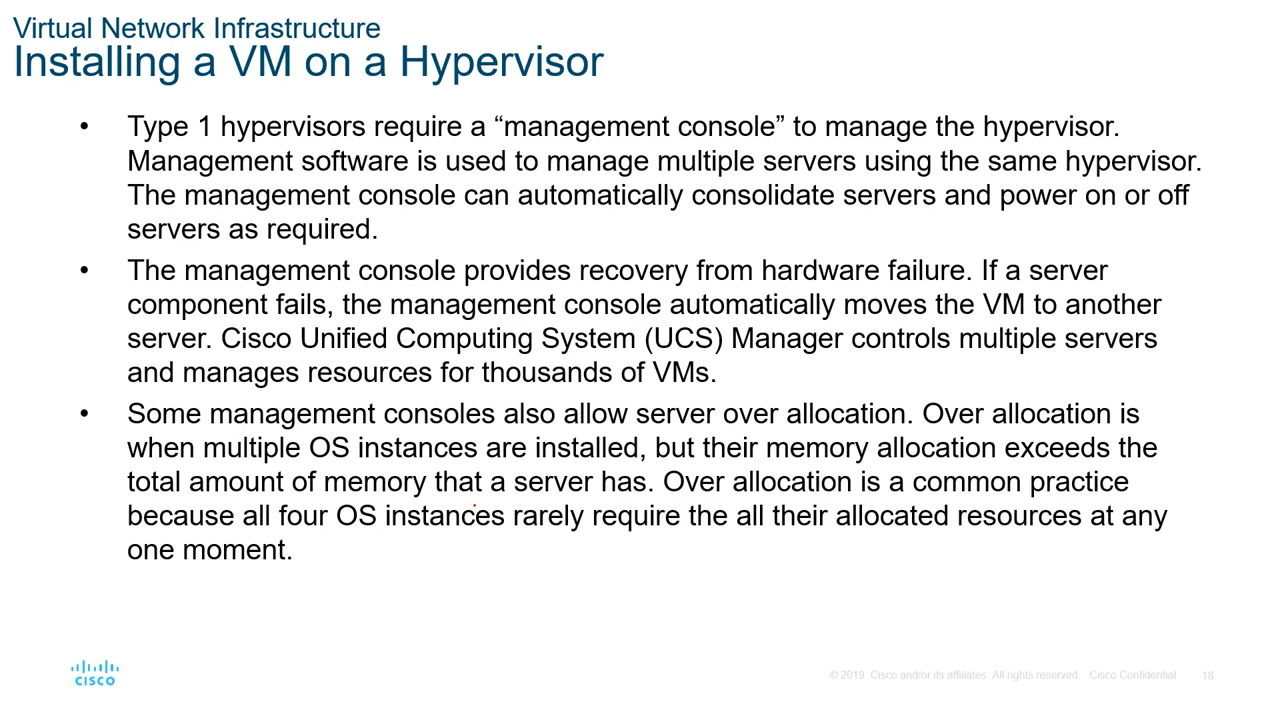 Virtual Network Infrastructure
Installing a VM on a Hypervisor
• Type 1 hypervisors require a “management console” to manage the hypervisor.
Management software is used to manage multiple servers using the same hypervisor.
The management console can automatically consolidate servers and power on or off
servers as required.
• The management console provides recovery from hardware failure. If a server
component fails, the management console automatically moves the VM to another
server. Cisco Unified Computing System (UCS) Manager controls multiple servers
and manages resources for thousands of VMs.
• Some management consoles also allow server over allocation. Over allocation is
when multiple OS instances are installed, but their memory allocation exceeds the
total amount of memory that a server has. Over allocation is a common practice
because all four OS instances rarely require the all their allocated resources at any
one moment.
CISCO
© 2019 Cisco and/or its affiliates. All rights reserved. Cisco Confidential 18